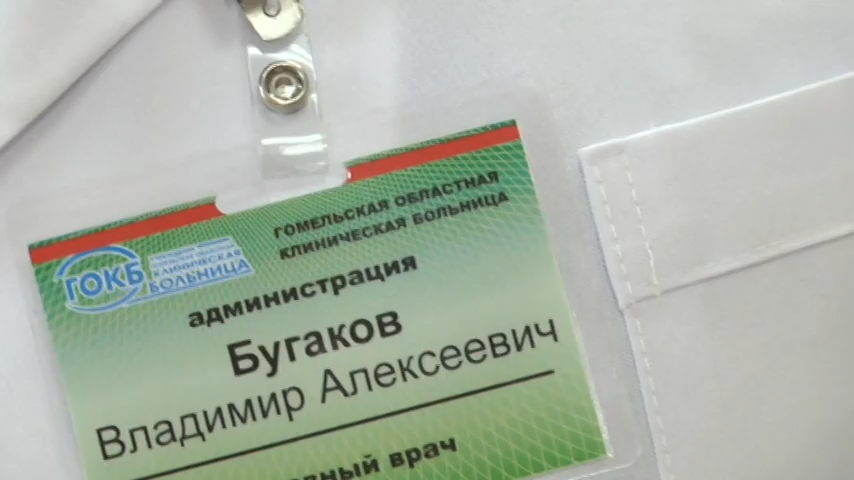 ГОМЕЛЬСКАЯ ОБЛАСТНАЯ
КЛИНИЧЕСКАЯ БОЛЬНИЦА
ГОКБ
КЛИНИЧЕСКАЯ
БОЛЬНИЦА
администрация
Бугаков
Владимир Алексеевич
врач